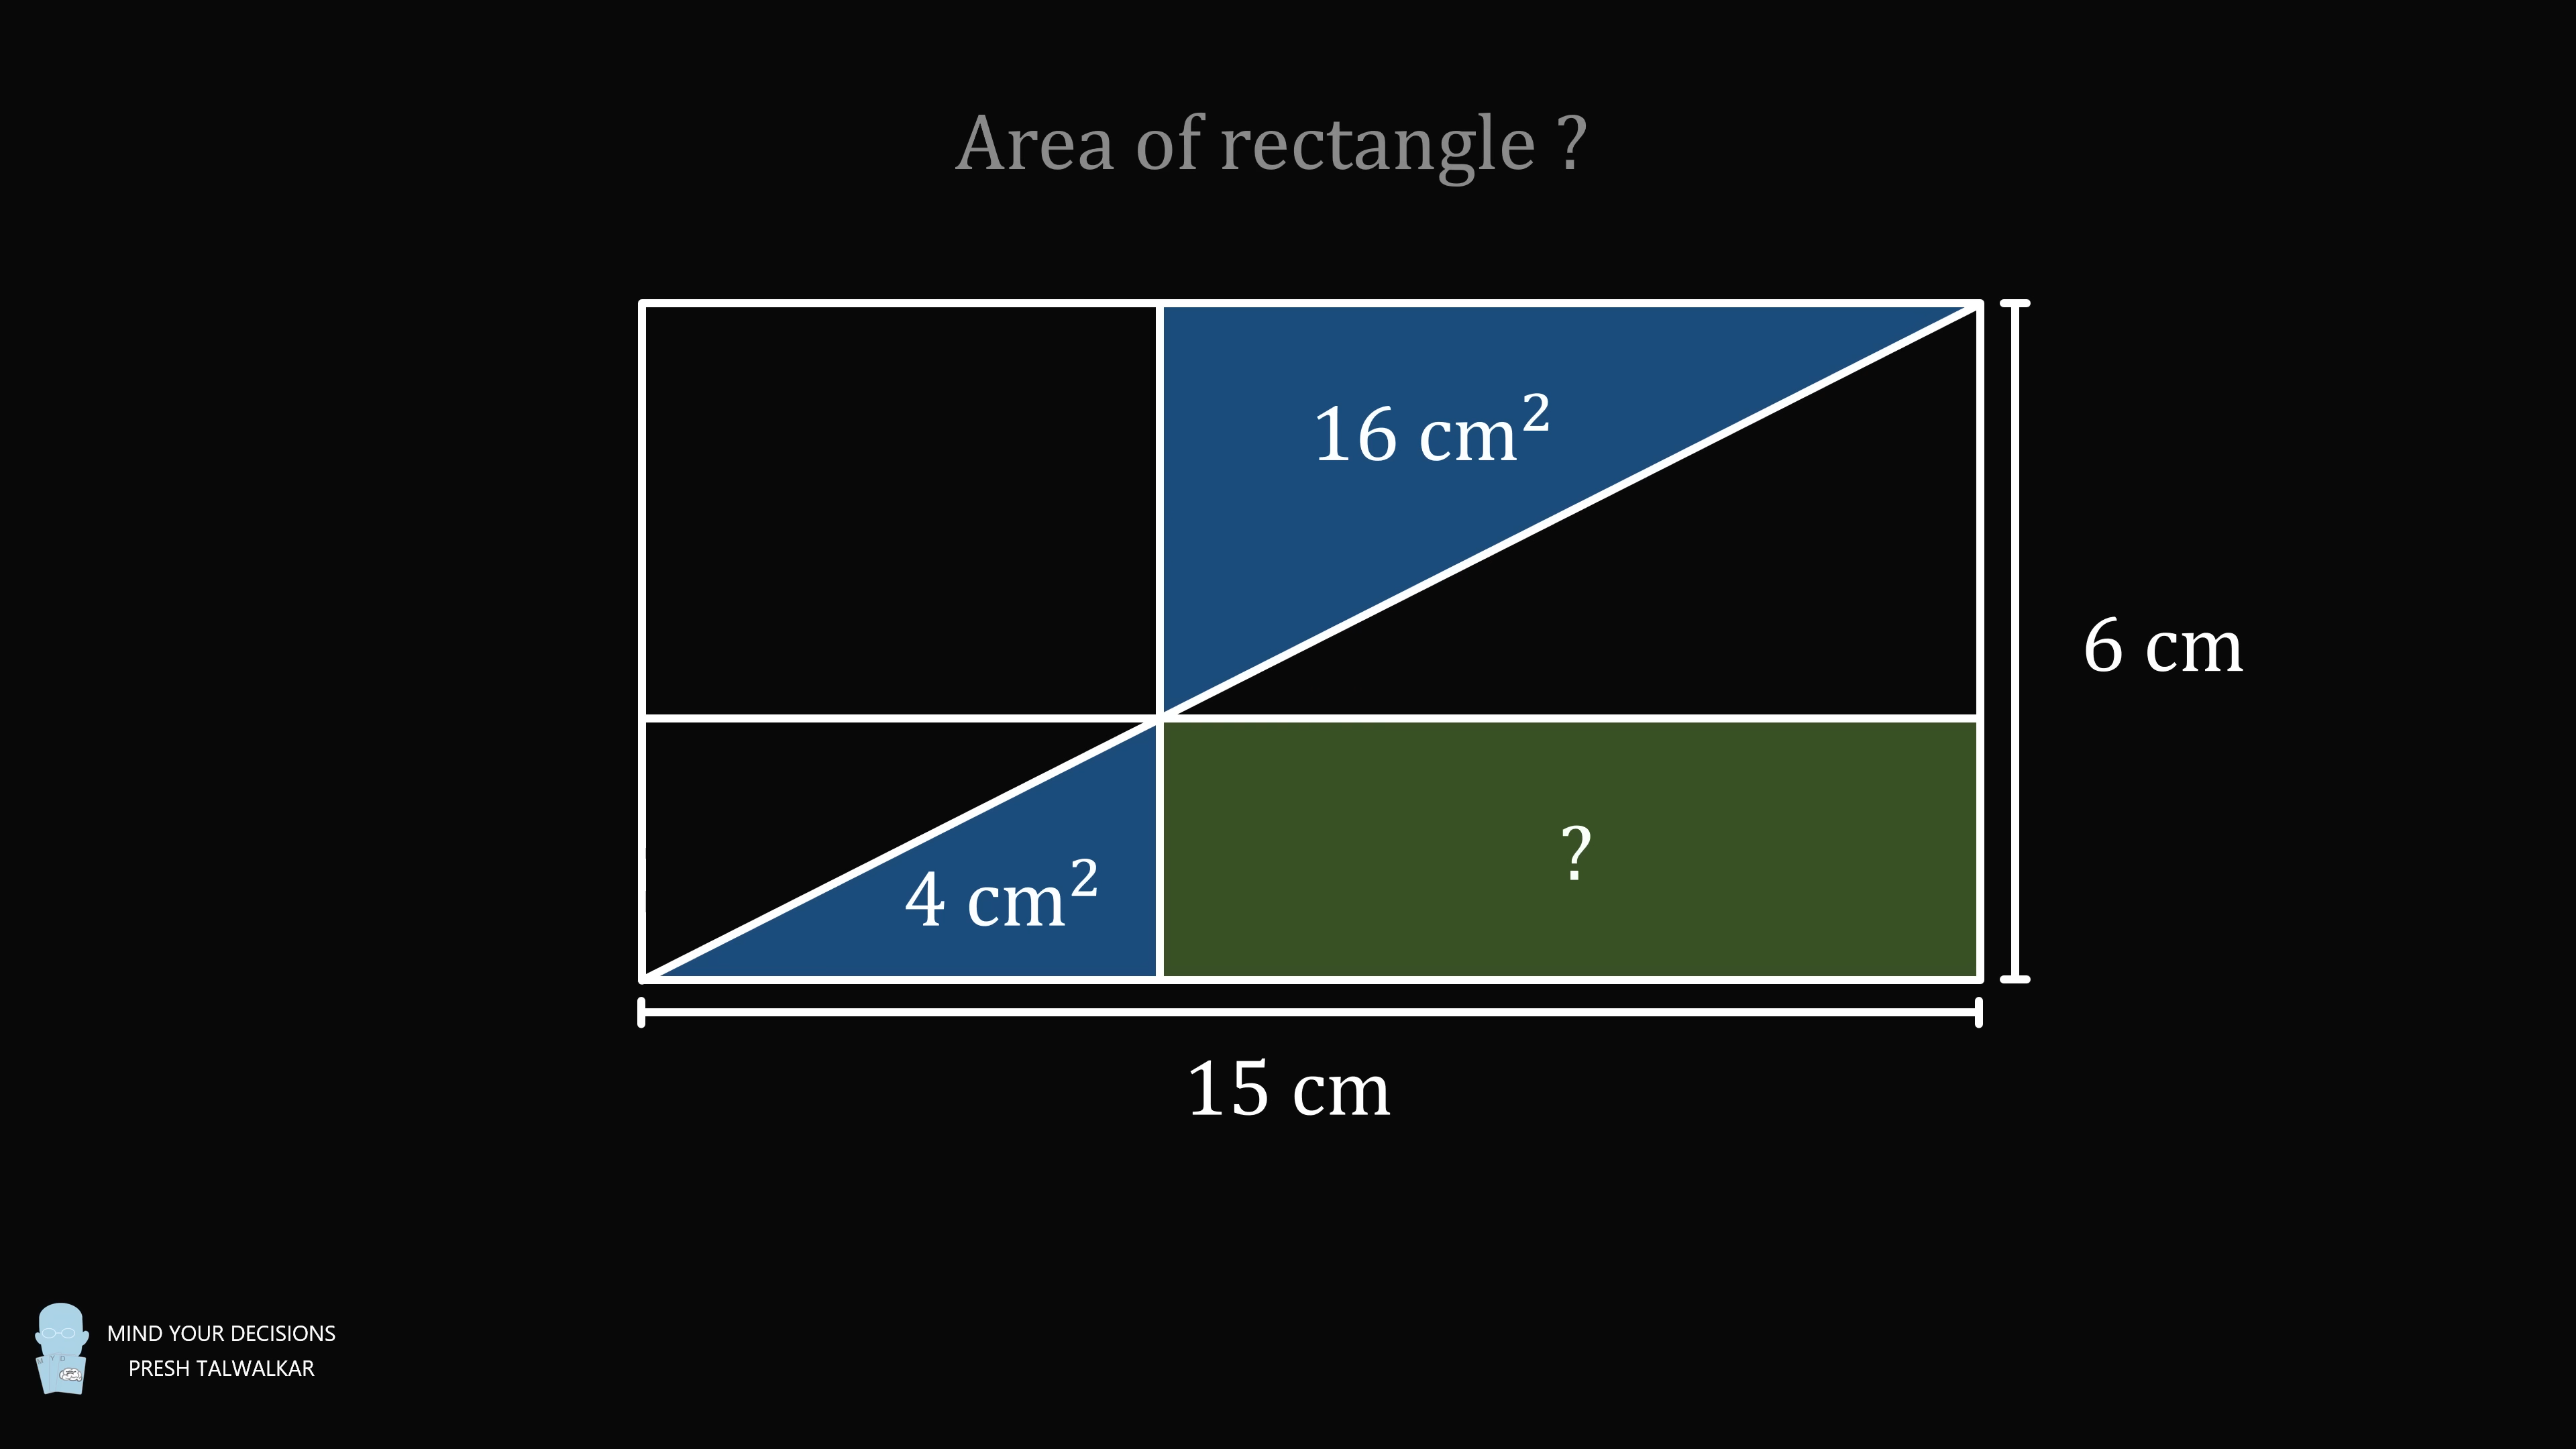 Area of rectangle ?
16 cm²
6 cm
?
4 cm²
15 cm
MIND YOUR DECISIONS
PRESH TALWALKAR